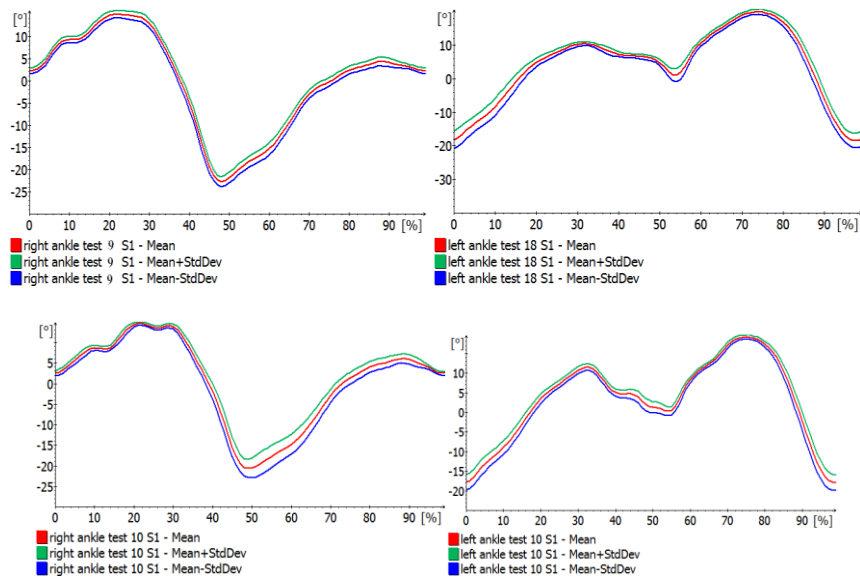 [°]
10
5
0
-5
-10
-15
-20
-25
0 10 20 30 40 50 60 70 80 90 [%]
right ankle test 9 S1 - Mean
right ankle test 9 S1 - Mean+StdDev
right ankle test 9 S1 - Mean-StdDev
[°]
10
0
-10
-20
-30
0 10 20 30 40 50 60 70 80 90 [%]
left ankle test 18 S1 - Mean
left ankle test 18 S1 - Mean+StdDev
left ankle test 18 S1 - Mean-StdDev
[°]
5
0
-5
-10
-15
-20
-25
0 10 20 30 40 50 60 70 80 90 [%]
right ankle test 10 S1 - Mean
right ankle test 10 S1 - Mean+StdDev
right ankle test 10 S1 - Mean-StdDev
[°]
15
10
5
0
-5
-10
-15
-20
0 10 20 30 40 50 60 70 80 90 [%]
left ankle test 10 S1 - Mean
left ankle test 10 S1 - Mean+StdDev
left ankle test 10 S1 - Mean-StdDev